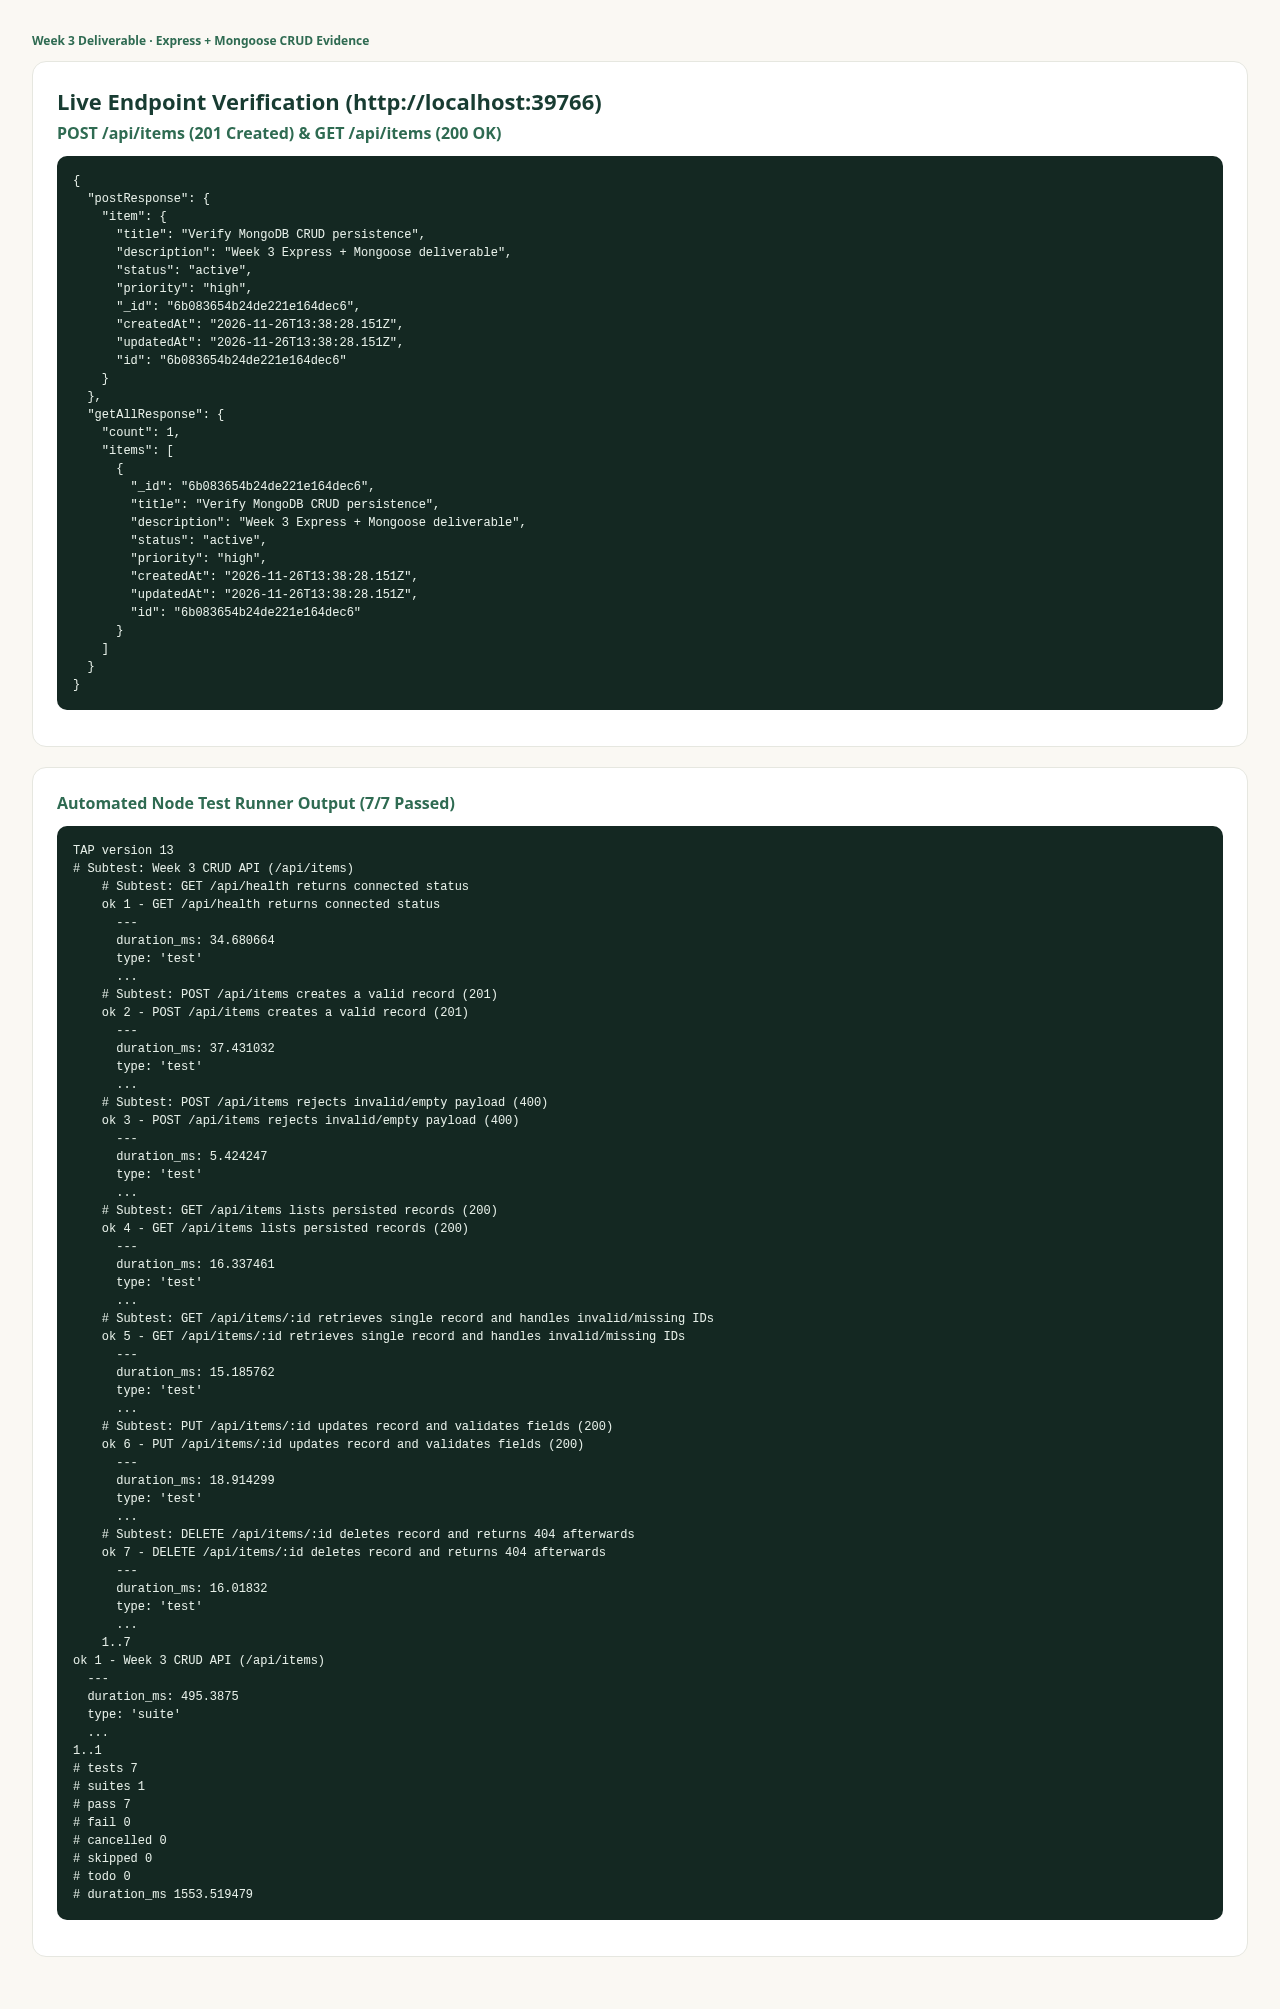 Week 3 Deliverable · Express + Mongoose CRUD Evidence
Live Endpoint Verification (http://localhost:39766)
POST /api/items (201 Created) & GET /api/items (200 OK)
{
  "postResponse": {
    "item": {
      "title": "Verify MongoDB CRUD persistence",
      "description": "Week 3 Express + Mongoose deliverable",
      "status": "active",
      "priority": "high",
      "_id": "6b083654b24de221e164dec6",
      "createdAt": "2026-11-26T13:38:28.151Z",
      "updatedAt": "2026-11-26T13:38:28.151Z",
      "id": "6b083654b24de221e164dec6"
    }
  },
  "getAllResponse": {
    "count": 1,
    "items": [
      {
        "_id": "6b083654b24de221e164dec6",
        "title": "Verify MongoDB CRUD persistence",
        "description": "Week 3 Express + Mongoose deliverable",
        "status": "active",
        "priority": "high",
        "createdAt": "2026-11-26T13:38:28.151Z",
        "updatedAt": "2026-11-26T13:38:28.151Z",
        "id": "6b083654b24de221e164dec6"
      }
    ]
  }
}
Automated Node Test Runner Output (7/7 Passed)
TAP version 13
# Subtest: Week 3 CRUD API (/api/items)
    # Subtest: GET /api/health returns connected status
    ok 1 - GET /api/health returns connected status
      ---
      duration_ms: 34.680664
      type: 'test'
      ...
    # Subtest: POST /api/items creates a valid record (201)
    ok 2 - POST /api/items creates a valid record (201)
      ---
      duration_ms: 37.431032
      type: 'test'
      ...
    # Subtest: POST /api/items rejects invalid/empty payload (400)
    ok 3 - POST /api/items rejects invalid/empty payload (400)
      ---
      duration_ms: 5.424247
      type: 'test'
      ...
    # Subtest: GET /api/items lists persisted records (200)
    ok 4 - GET /api/items lists persisted records (200)
      ---
      duration_ms: 16.337461
      type: 'test'
      ...
    # Subtest: GET /api/items/:id retrieves single record and handles invalid/missing IDs
    ok 5 - GET /api/items/:id retrieves single record and handles invalid/missing IDs
      ---
      duration_ms: 15.185762
      type: 'test'
      ...
    # Subtest: PUT /api/items/:id updates record and validates fields (200)
    ok 6 - PUT /api/items/:id updates record and validates fields (200)
      ---
      duration_ms: 18.914299
      type: 'test'
      ...
    # Subtest: DELETE /api/items/:id deletes record and returns 404 afterwards
    ok 7 - DELETE /api/items/:id deletes record and returns 404 afterwards
      ---
      duration_ms: 16.01832
      type: 'test'
      ...
    1..7
ok 1 - Week 3 CRUD API (/api/items)
  ---
  duration_ms: 495.3875
  type: 'suite'
  ...
1..1
# tests 7
# suites 1
# pass 7
# fail 0
# cancelled 0
# skipped 0
# todo 0
# duration_ms 1553.519479